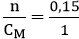 n/C_M = 0,15/1